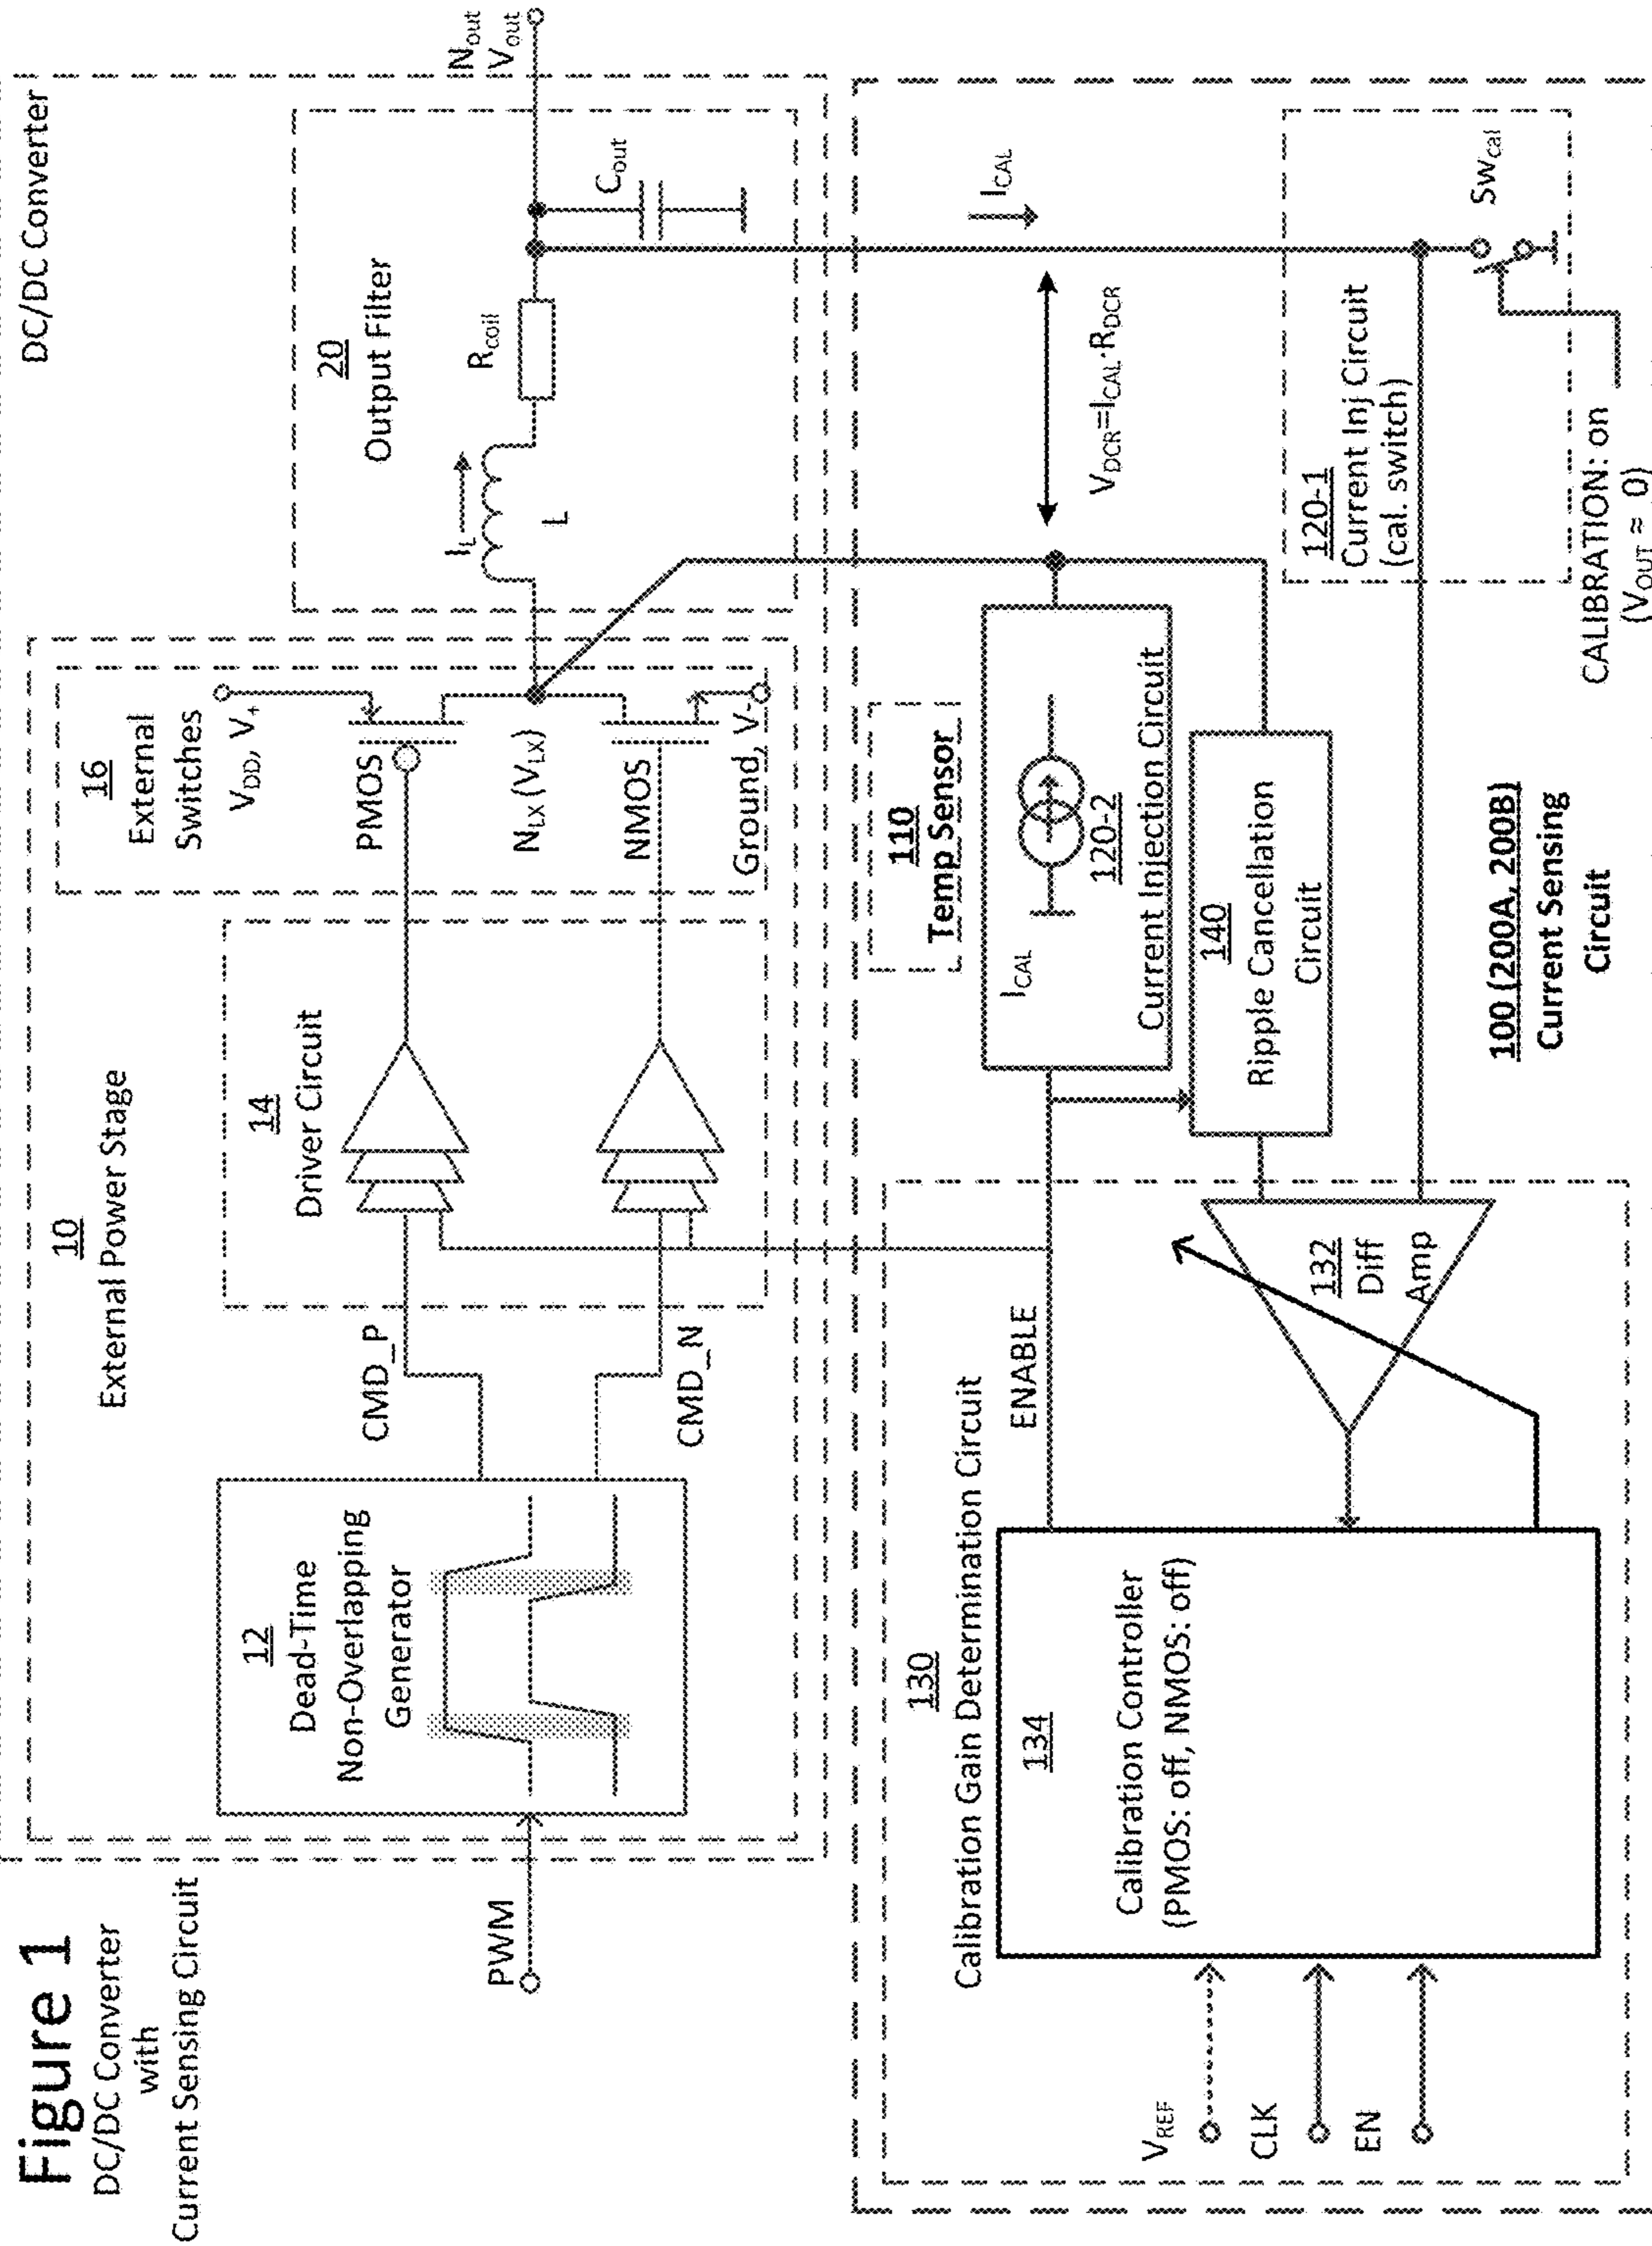 Figure 1
DC/DC Converter
with
Current Sensing Circuit
DC/DC Converter
10
External Power Stage
PWM
12
Dead-Time
Non-Overlapping
Generator
CMD_P
CMD_N
14
Driver Circuit
16
External
Switches
VDD, V+
PMOS
NLX (VLX)
NMOS
Ground, V-
20
Output Filter
IL
L
Rcoil
Cout
Nout
Vout
130
Calibration Gain Determination Circuit
VREF
CLK
EN
134
Calibration Controller
(PMOS: off, NMOS: off)
ENABLE
132
Diff
Amp
110
Temp Sensor
ICAL
120-2
Current Injection Circuit
140
Ripple Cancellation
Circuit
100 (200A, 200B)
Current Sensing
Circuit
VDCR=ICAL·RDCR
ICAL
120-1
Current Inj Circuit
(cal. switch)
Swcal
CALIBRATION: on
(VOUT ≈ 0)